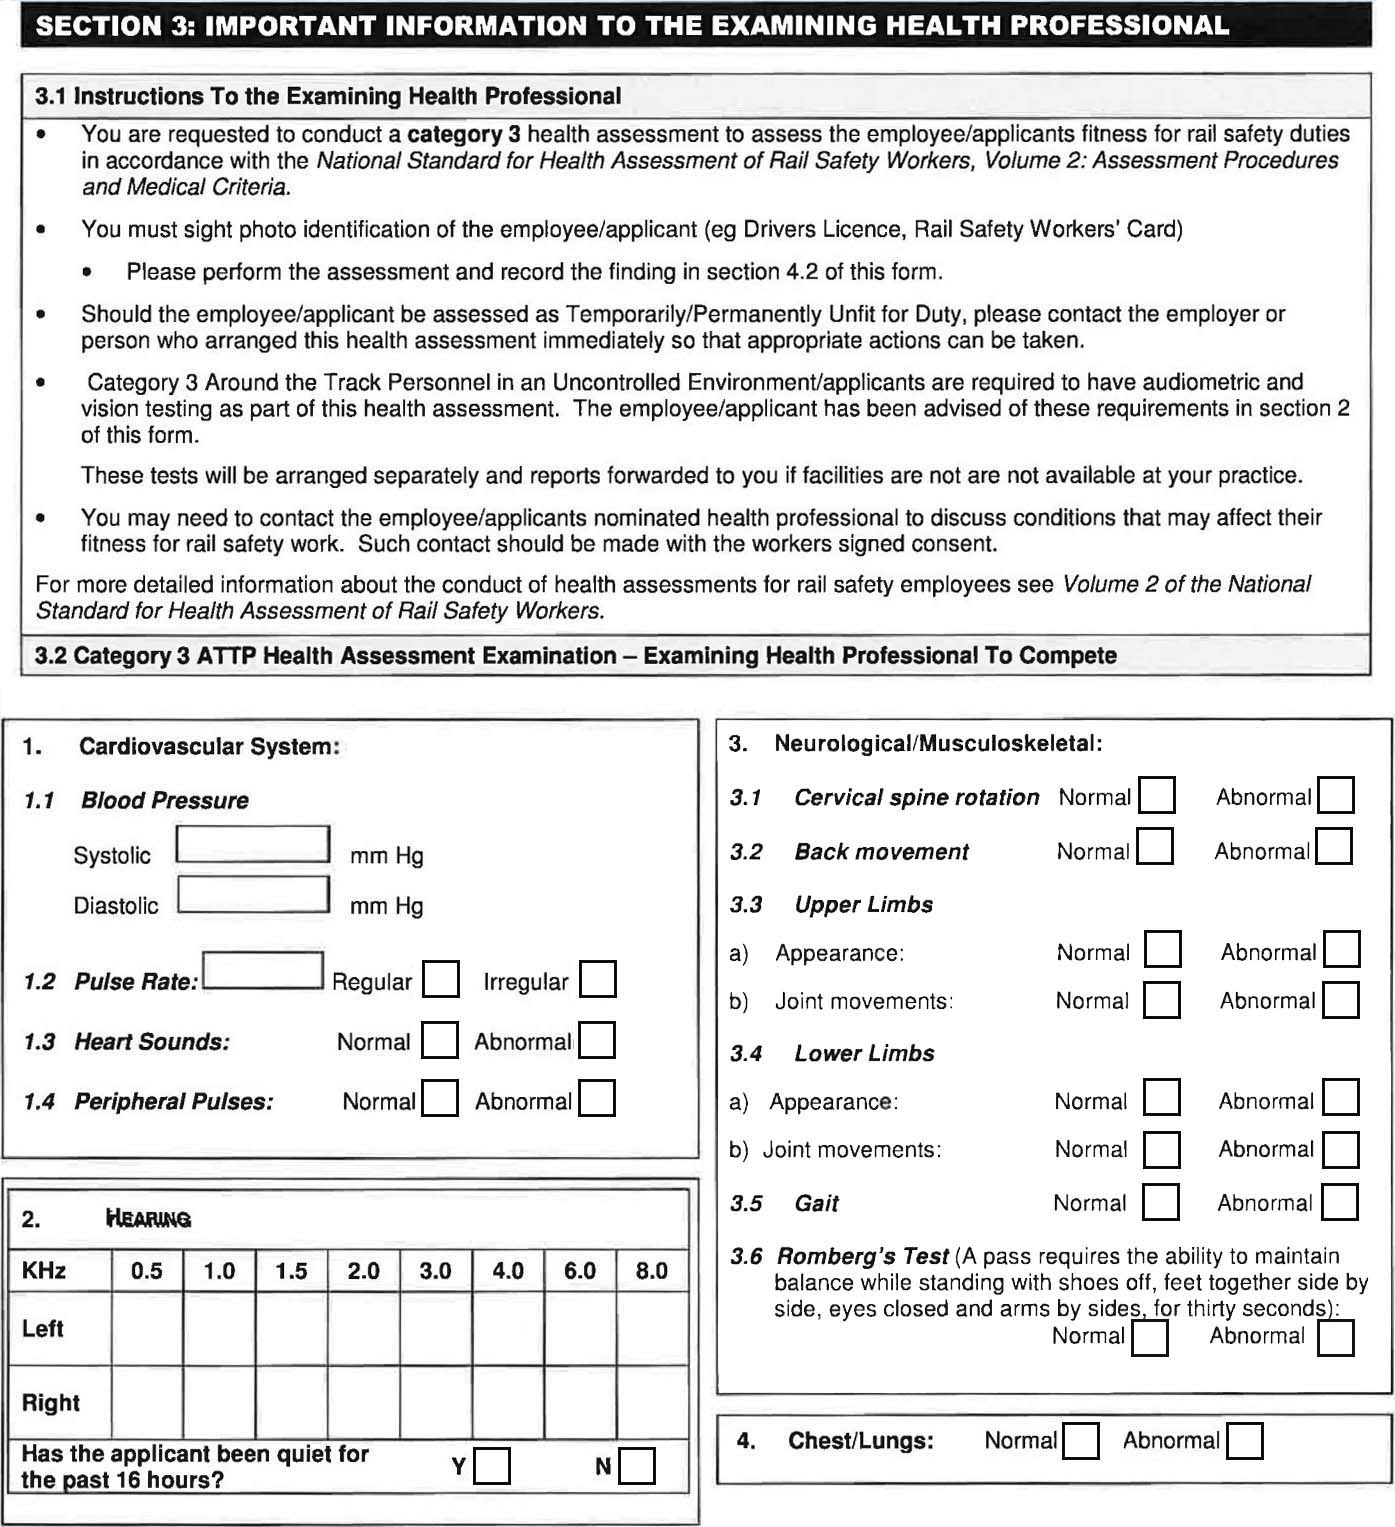 SECTION 3: IMPORTANT INFORMATION TO THE EXAMINING HEALTH PROFESSIONAL
3.1 Instructions To the Examining Health Professional
• You are requested to conduct a category 3 health assessment to assess the employee/applicants fitness for rail safety duties
in accordance with the National Standard for Health Assessment of Rail Safety Workers, Volume 2: Assessment Procedures
and Medical Criteria.
• You must sight photo identification of the employee/applicant (eg Drivers Licence, Rail Safety Workers' Card)
• Please perform the assessment and record the finding in section 4.2 of this form.
• Should the employee/applicant be assessed as Temporarily/Permanently Unfit for Duty, please contact the employer or
person who arranged this health assessment immediately so that appropriate actions can be taken.
• Category 3 Around the Track Personnel in an Uncontrolled Environment/applicants are required to have audiometric and
vision testing as part of this health assessment. The employee/applicant has been advised of these requirements in section 2
of this form.
These tests will be arranged separately and reports forwarded to you if facilities are not are not available at your practice.
• You may need to contact the employee/applicants nominated health professional to discuss conditions that may affect their
fitness for rail safety work. Such contact should be made with the workers signed consent.
For more detailed information about the conduct of health assessments for rail safety employees see Volume 2 of the National
Standard for Health Assessment of Rail Safety Workers.
3.2 Category 3 ATTP Health Assessment Examination – Examining Health Professional To Compete
1. Cardiovascular System:
1.1 Blood Pressure
Systolic mm Hg
Diastolic mm Hg
1.2 Pulse Rate: Regular Irregular
1.3 Heart Sounds: Normal Abnormal
1.4 Peripheral Pulses: Normal Abnormal
2. HEARING
KHz 0.5 1.0 1.5 2.0 3.0 4.0 6.0 8.0
Left
Right
Has the applicant been quiet for
the past 16 hours? Y N
3. Neurological/Musculoskeletal:
3.1 Cervical spine rotation Normal Abnormal
3.2 Back movement Normal Abnormal
3.3 Upper Limbs
a) Appearance: Normal Abnormal
b) Joint movements: Normal Abnormal
3.4 Lower Limbs
a) Appearance: Normal Abnormal
b) Joint movements: Normal Abnormal
3.5 Gait Normal Abnormal
3.6 Romberg's Test (A pass requires the ability to maintain
balance while standing with shoes off, feet together side by
side, eyes closed and arms by sides, for thirty seconds):
Normal Abnormal
4. Chest/Lungs: Normal Abnormal